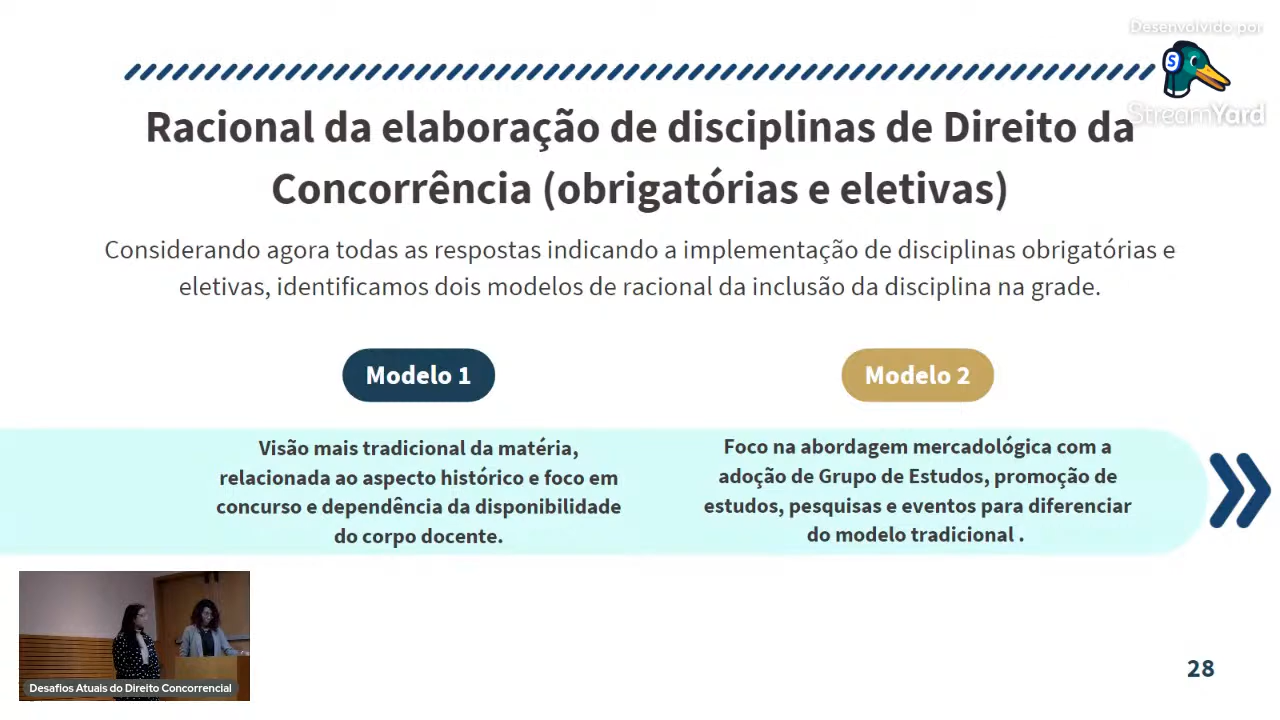 Desenvolvido por
StreamYard
Racional da elaboração de disciplinas de Direito da
Concorrência (obrigatórias e eletivas)
Considerando agora todas as respostas indicando a implementação de disciplinas obrigatórias e
eletivas, identificamos dois modelos de racional da inclusão da disciplina na grade.
Modelo 1
Visão mais tradicional da matéria,
relacionada ao aspecto histórico e foco em
concurso e dependência da disponibilidade
do corpo docente.
Modelo 2
Foco na abordagem mercadológica com a
adoção de Grupo de Estudos, promoção de
estudos, pesquisas e eventos para diferenciar
do modelo tradicional .
Desafios Atuais do Direito Concorrencial
28